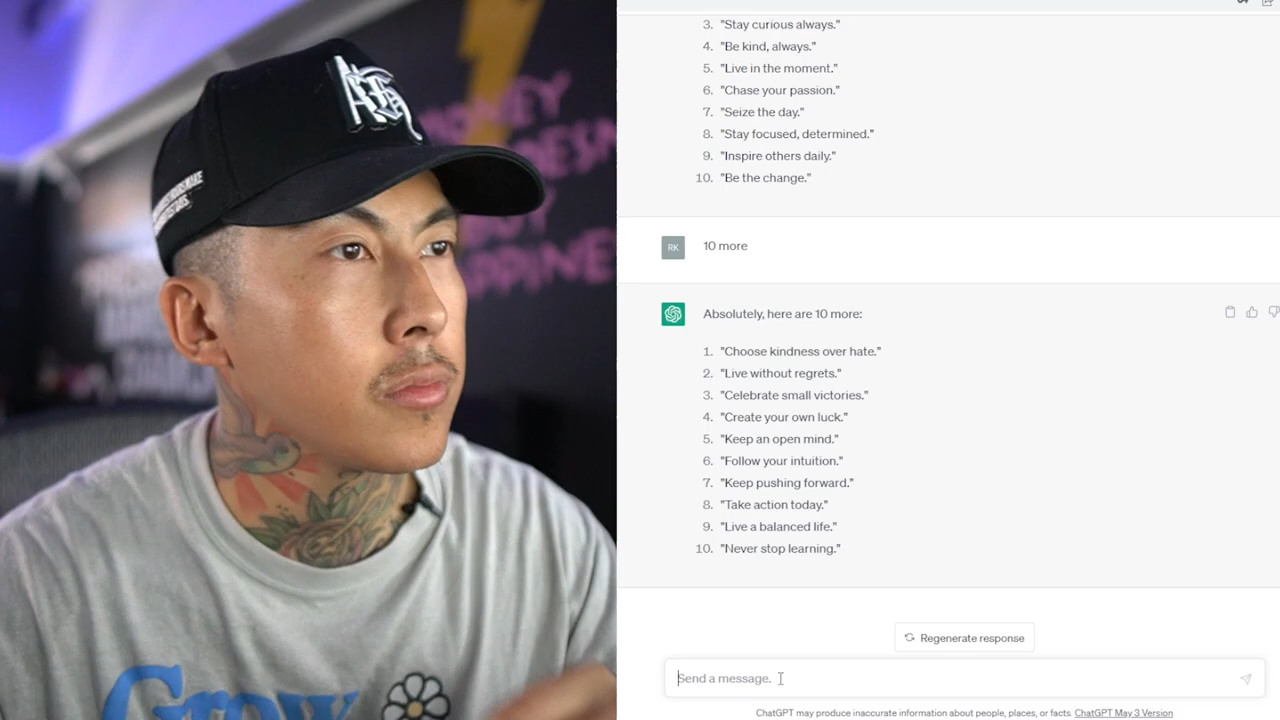 3. "Stay curious always."
4. "Be kind, always."
5. "Live in the moment."
6. "Chase your passion."
7. "Seize the day."
8. "Stay focused, determined."
9. "Inspire others daily."
10. "Be the change."
RK 10 more
Absolutely, here are 10 more:
1. "Choose kindness over hate."
2. "Live without regrets."
3. "Celebrate small victories."
4. "Create your own luck."
5. "Keep an open mind."
6. "Follow your intuition."
7. "Keep pushing forward."
8. "Take action today."
9. "Live a balanced life."
10. "Never stop learning."
Regenerate response
Send a message.
ChatGPT may produce inaccurate information about people, places, or facts. ChatGPT May 3 Version
Grow